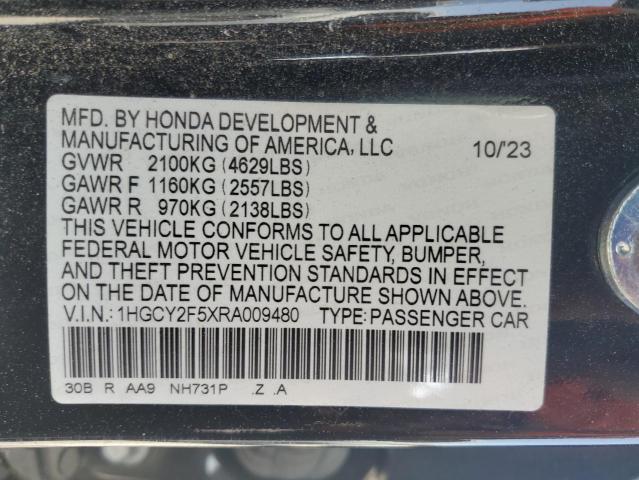 MFD. BY HONDA DEVELOPMENT &
MANUFACTURING OF AMERICA, LLC 10/'23
GVWR 2100KG (4629LBS)
GAWR F 1160KG (2557LBS)
GAWR R 970KG (2138LBS)
THIS VEHICLE CONFORMS TO ALL APPLICABLE
FEDERAL MOTOR VEHICLE SAFETY, BUMPER,
AND THEFT PREVENTION STANDARDS IN EFFECT
ON THE DATE OF MANUFACTURE SHOWN ABOVE.
V.I.N.: 1HGCY2F5XRA009480 TYPE: PASSENGER CAR
30B R AA9 NH731P .Z .A